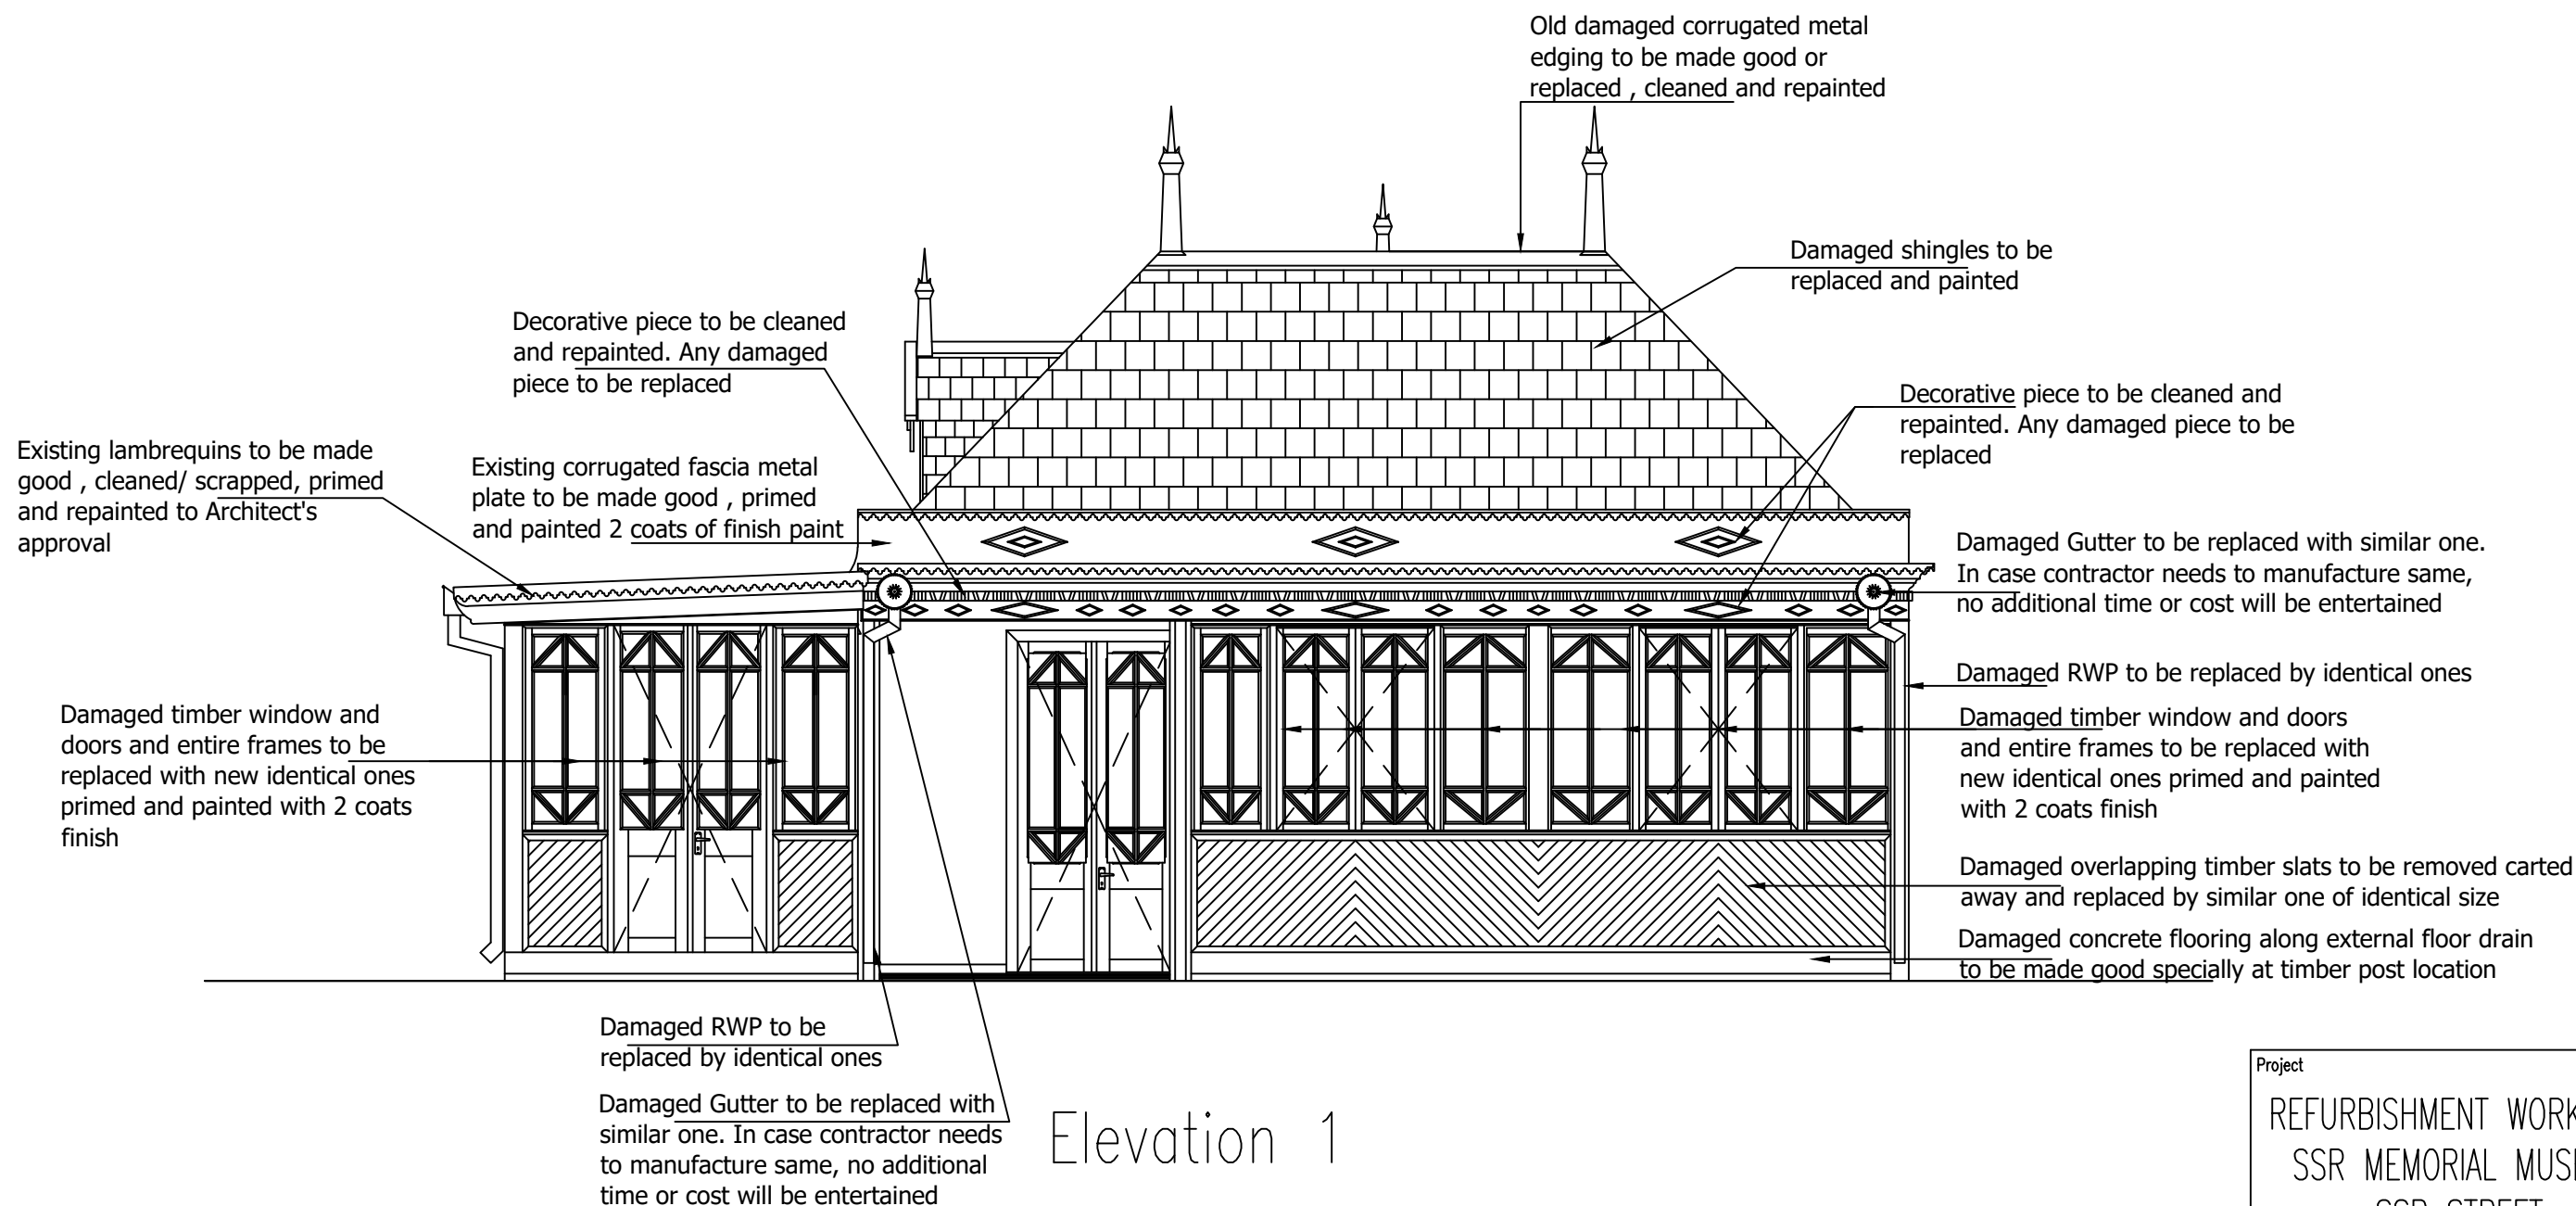 Old damaged corrugated metal
edging to be made good or
replaced , cleaned and repainted
Damaged shingles to be
replaced and painted
Decorative piece to be cleaned
and repainted. Any damaged
piece to be replaced
Decorative piece to be cleaned and
repainted. Any damaged piece to be
replaced
Existing lambrequins to be made
good , cleaned/ scrapped, primed
and repainted to Architect's
approval
Existing corrugated fascia metal
plate to be made good , primed
and painted 2 coats of finish paint
Damaged Gutter to be replaced with similar one.
In case contractor needs to manufacture same,
no additional time or cost will be entertained
Damaged RWP to be replaced by identical ones
Damaged timber window and
doors and entire frames to be
replaced with new identical ones
primed and painted with 2 coats
finish
Damaged timber window and doors
and entire frames to be replaced with
new identical ones primed and painted
with 2 coats finish
Damaged overlapping timber slats to be removed carted
away and replaced by similar one of identical size
Damaged concrete flooring along external floor drain
to be made good specially at timber post location
Damaged RWP to be
replaced by identical ones
Damaged Gutter to be replaced with
similar one. In case contractor needs
to manufacture same, no additional
time or cost will be entertained
Elevation 1
Project
REFURBISHMENT
SSR MEMORIAL
SSR STREET